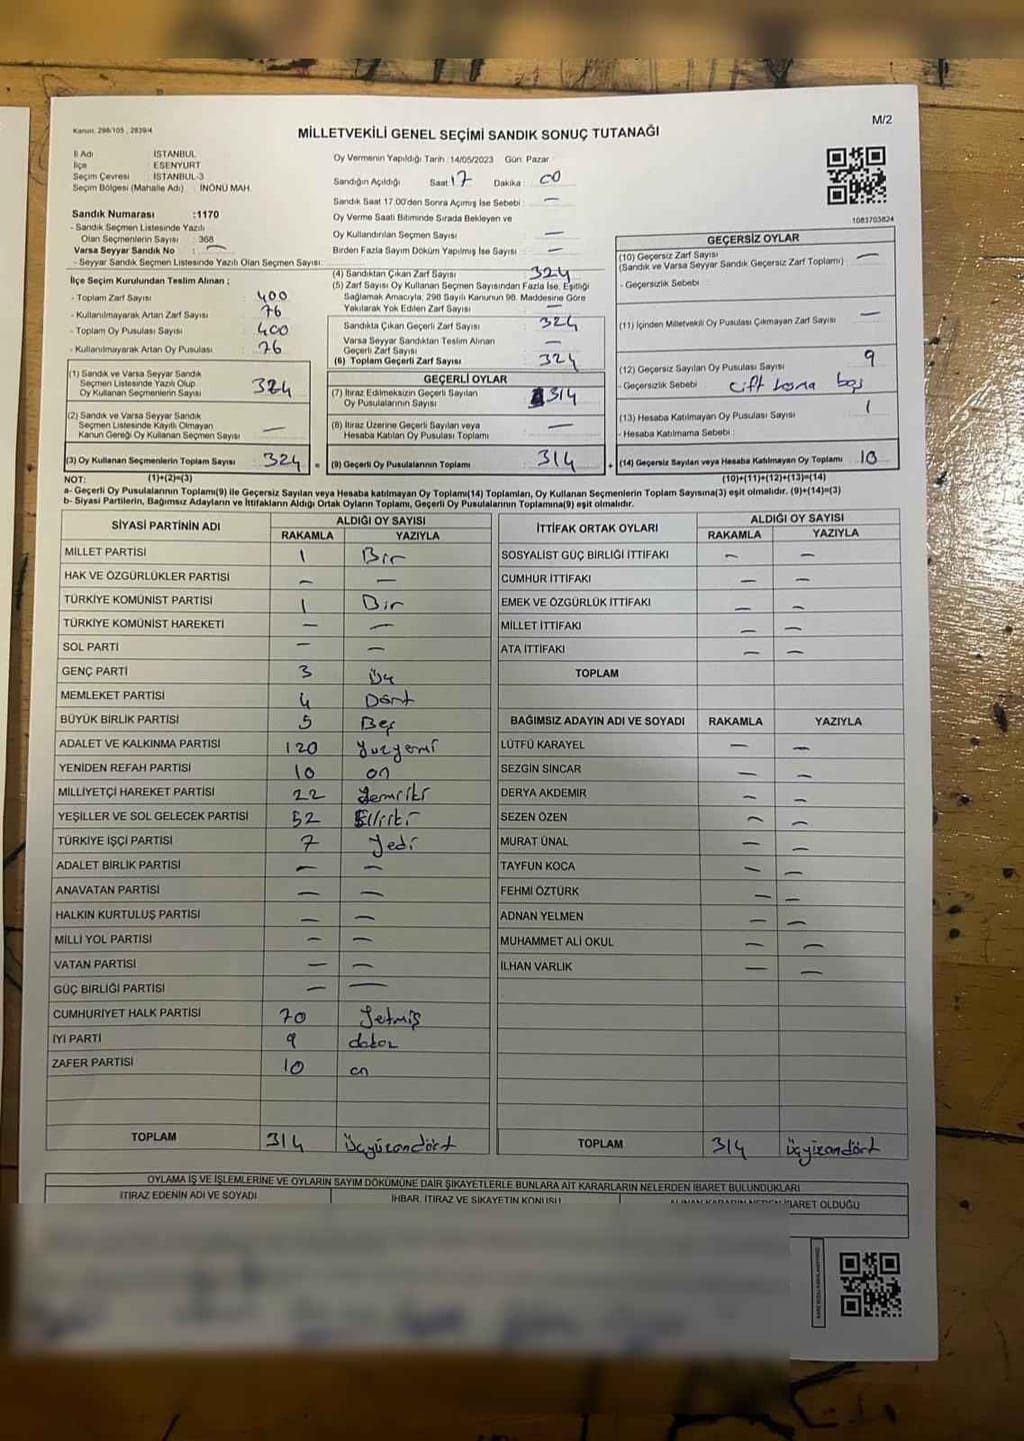 Kanun, 298/105 , 2839/4
M/2
MİLLETVEKİLİ GENEL SEÇİMİ SANDIK SONUÇ TUTANAĞI
İl Adı İSTANBUL
İlçe ESENYURT
Seçim Çevresi İSTANBUL-3
Seçim Bölgesi (Mahalle Adı) İNÖNÜ MAH.
Sandık Numarası :1170
- Sandık Seçmen Listesinde Yazılı
Olan Seçmenlerin Sayısı : 368
Varsa Seyyar Sandık No : —
- Seyyar Sandık Seçmen Listesinde Yazılı Olan Seçmen Sayısı:
Oy Vermenin Yapıldığı Tarih :14/05/2023 Gün: Pazar
Sandığın Açıldığı Saat 17 Dakika : 00
Sandık Saat 17.00'den Sonra Açımış İse Sebebi : —
Oy Verme Saati Bitiminde Sırada Bekleyen ve
Oy Kullandırılan Seçmen Sayısı —
Birden Fazla Sayım Döküm Yapılmış İse Sayısı : —
1083703824
İlçe Seçim Kurulundan Teslim Alınan ;
- Toplam Zarf Sayısı 400
- Kullanılmayarak Artan Zarf Sayısı 76
- Toplam Oy Pusulası Sayısı 400
- Kullanılmayarak Artan Oy Pusulası 76
(4) Sandıktan Çıkan Zarf Sayısı 324
(5) Zarf Sayısı Oy Kullanan Seçmen Sayısından Fazla İse, Eşitliği
Sağlamak Amacıyla, 298 Sayılı Kanunun 98. Maddesine Göre
Yakılarak Yok Edilen Zarf Sayısı
Sandıkta Çıkan Geçerli Zarf Sayısı 324
Varsa Seyyar Sandıktan Teslim Alınan
Geçerli Zarf Sayısı —
(6) Toplam Geçerli Zarf Sayısı 324
GEÇERSİZ OYLAR
(10) Geçersiz Zarf Sayısı —
(Sandık ve Varsa Seyyar Sandık Geçersiz Zarf Toplamı)
- Geçersizlik Sebebi
(11) İçinden Milletvekili Oy Pusulası Çıkmayan Zarf Sayısı —
(12) Geçersiz Sayılan Oy Pusulası Sayısı 9
- Geçersizlik Sebebi çift basma boş
(13) Hesaba Katılmayan Oy Pusulası Sayısı 1
- Hesaba Katılmama Sebebi :
(14) Geçersiz Sayılan veya Hesaba Katılmayan Oy Toplamı 10
(1) Sandık ve Varsa Seyyar Sandık
Seçmen Listesinde Yazılı Olup
Oy Kullanan Seçmenlerin Sayısı 324
(2) Sandık ve Varsa Seyyar Sandık
Seçmen Listesinde Kayıtlı Olmayan
Kanun Gereği Oy Kullanan Seçmen Sayısı —
(3) Oy Kullanan Seçmenlerin Toplam Sayısı 324 =
GEÇERLİ OYLAR
(7) İtiraz Edilmeksizin Geçerli Sayılan
Oy Pusulalarının Sayısı 314
(8) İtiraz Üzerine Geçerli Sayılan veya
Hesaba Katılan Oy Pusulası Toplamı —
(9) Geçerli Oy Pusulalarının Toplamı 314 +
NOT: (1)+(2)=(3) (10)+(11)+(12)+(13)=(14)
a- Geçerli Oy Pusulalarının Toplamı(9) ile Geçersiz Sayılan veya Hesaba katılmayan Oy Toplamı(14) Toplamları, Oy Kullanan Seçmenlerin Toplam Sayısına(3) eşit olmalıdır. (9)+(14)=(3)
b- Siyasi Partilerin, Bağımsız Adayların ve İttifakların Aldığı Ortak Oyların Toplamı, Geçerli Oy Pusulalarının Toplamına(9) eşit olmalıdır.
SİYASİ PARTİNİN ADI ALDIĞI OY SAYISI
RAKAMLA YAZIYLA
MİLLET PARTİSİ 1 Bir
HAK VE ÖZGÜRLÜKLER PARTİSİ — —
TÜRKİYE KOMÜNİST PARTİSİ 1 Bir
TÜRKİYE KOMÜNİST HAREKETİ — —
SOL PARTİ — —
GENÇ PARTİ 3 Üç
MEMLEKET PARTİSİ 4 Dört
BÜYÜK BİRLİK PARTİSİ 5 Beş
ADALET VE KALKINMA PARTİSİ 120 Yüzyirmi
YENİDEN REFAH PARTİSİ 10 on
MİLLİYETÇİ HAREKET PARTİSİ 22
YEŞİLLER VE SOL GELECEK PARTİSİ 52 Elliiki
TÜRKİYE İŞÇİ PARTİSİ 7 Yedi
ADALET BİRLİK PARTİSİ — —
ANAVATAN PARTİSİ — —
HALKIN KURTULUŞ PARTİSİ — —
MİLLİ YOL PARTİSİ — —
VATAN PARTİSİ — —
GÜÇ BİRLİĞİ PARTİSİ — —
CUMHURİYET HALK PARTİSİ 70 Yetmiş
İYİ PARTİ 9 dokoz
ZAFER PARTİSİ 10 on
TOPLAM 314 Üçyüzondört
İTTİFAK ORTAK OYLARI ALDIĞI OY SAYISI
RAKAMLA YAZIYLA
SOSYALİST GÜÇ BİRLİĞİ İTTİFAKI — —
CUMHUR İTTİFAKI — —
EMEK VE ÖZGÜRLÜK İTTİFAKI — —
MİLLET İTTİFAKI — —
ATA İTTİFAKI — —
TOPLAM
BAĞIMSIZ ADAYIN ADI VE SOYADI RAKAMLA YAZIYLA
LÜTFÜ KARAYEL — —
SEZGİN SİNCAR — —
DERYA AKDEMİR — —
SEZEN ÖZEN — —
MURAT ÜNAL — —
TAYFUN KOCA — —
FEHMİ ÖZTÜRK — —
ADNAN YELMEN — —
MUHAMMET ALİ OKUL — —
İLHAN VARLIK — —
TOPLAM 314 üçyüzondört
OYLAMA İŞ VE İŞLEMLERİNE VE OYLARIN SAYIM DÖKÜMÜNE DAİR ŞİKAYETLERLE BUNLARA AİT KARARLARIN NELERDEN İBARET BULUNDUKLARI
İTİRAZ EDENİN ADI VE SOYADI İHBAR, İTİRAZ VE ŞİKAYETİN KONUSU ALINAN KARARIN NEDEN İBARET OLDUĞU